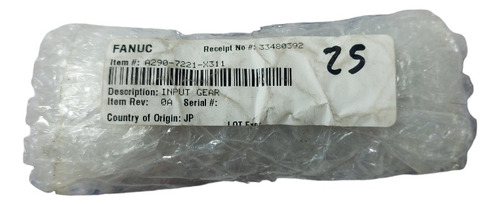 FANUC Receipt No #: 33480392
Item #: A290-7221-X311
25
Description: INPUT GEAR
Item Rev: 0A Serial #:
Country of Origin: JP
LOT